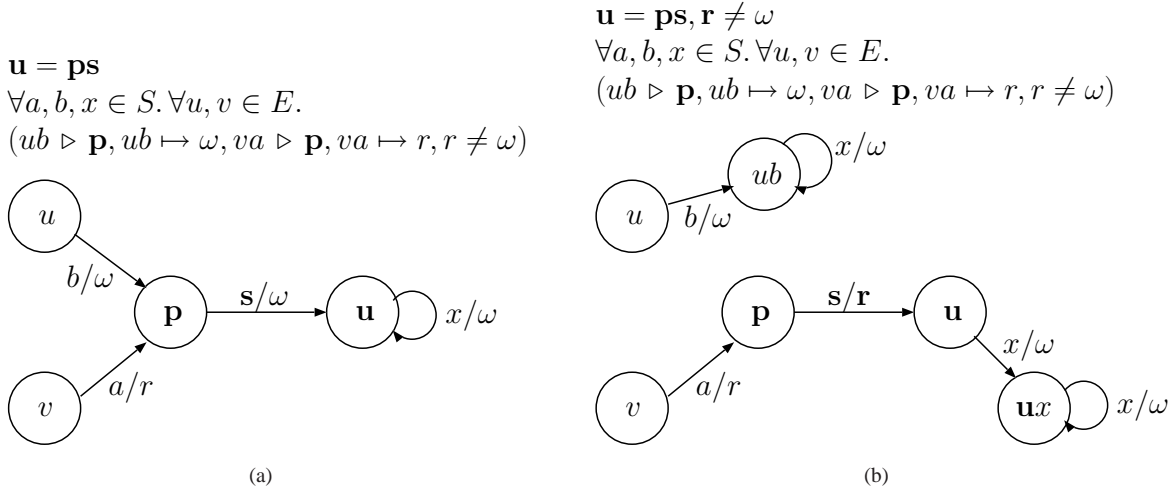 𝐮 = 𝐩𝐬
∀a, b, x ∈ S. ∀u, v ∈ E.
(ub ▷ 𝐩, ub ↦ ω, va ▷ 𝐩, va ↦ r, r ≠ ω)
u
b/ω
𝐩
𝐬/ω
𝐮
x/ω
a/r
v
(a)
𝐮 = 𝐩𝐬, 𝐫 ≠ ω
∀a, b, x ∈ S. ∀u, v ∈ E.
(ub ▷ 𝐩, ub ↦ ω, va ▷ 𝐩, va ↦ r, r ≠ ω)
ub
x/ω
u
b/ω
𝐩
𝐬/𝐫
𝐮
x/ω
a/r
v
𝐮x
x/ω
(b)